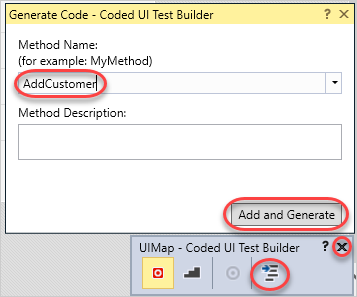 Generate Code - Coded UI Test Builder ? X
Method Name:
(for example: MyMethod)
AddCustomer
Method Description:
Add and Generate
UIMap - Coded UI Test Builder ? X